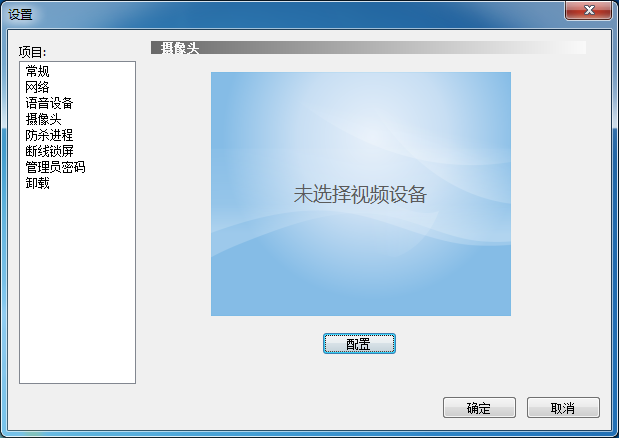 设置
项目:
常规
网络
语音设备
摄像头
防杀进程
断线锁屏
管理员密码
卸载
摄像头
未选择视频设备
配置
确定
取消